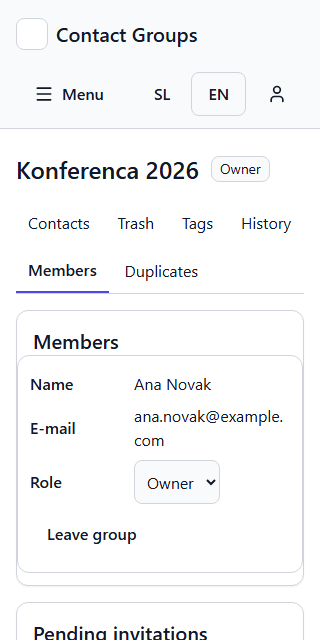 Contact Groups
Menu SL EN
Konferenca 2026 Owner
Contacts Trash Tags History
Members Duplicates
Members
Name Ana Novak
E-mail ana.novak@example.
com
Role Owner
Leave group
Pending invitations